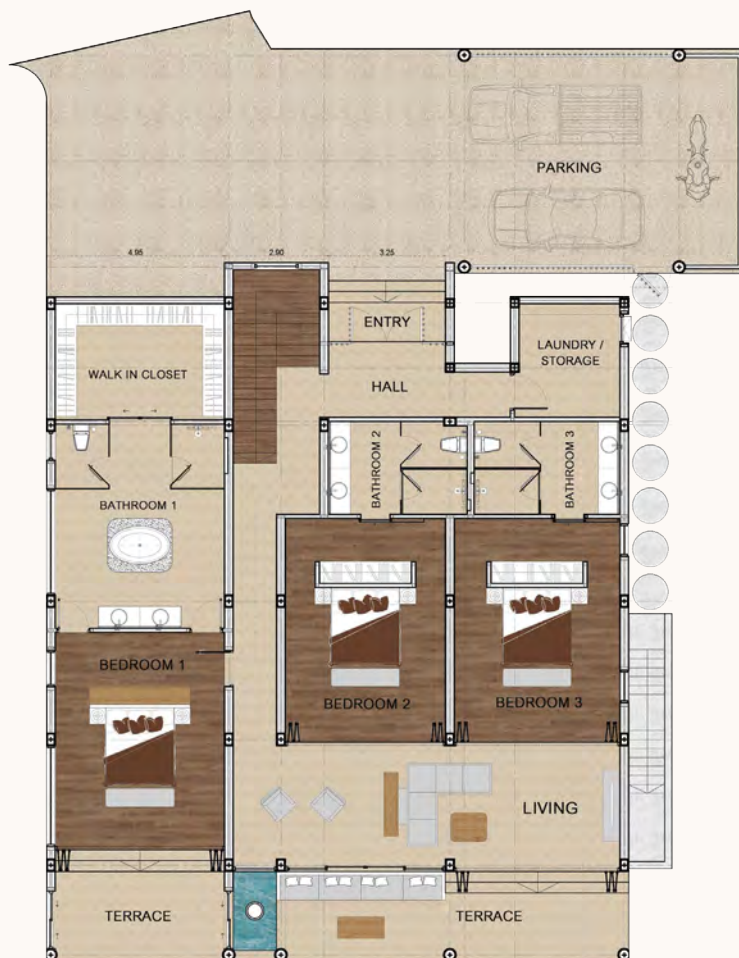 PARKING
4.95
2.90
3.25
ENTRY
LAUNDRY /
STORAGE
WALK IN CLOSET
HALL
BATHROOM 2
BATHROOM 3
BATHROOM 1
BEDROOM 1
BEDROOM 2
BEDROOM 3
LIVING
TERRACE
TERRACE